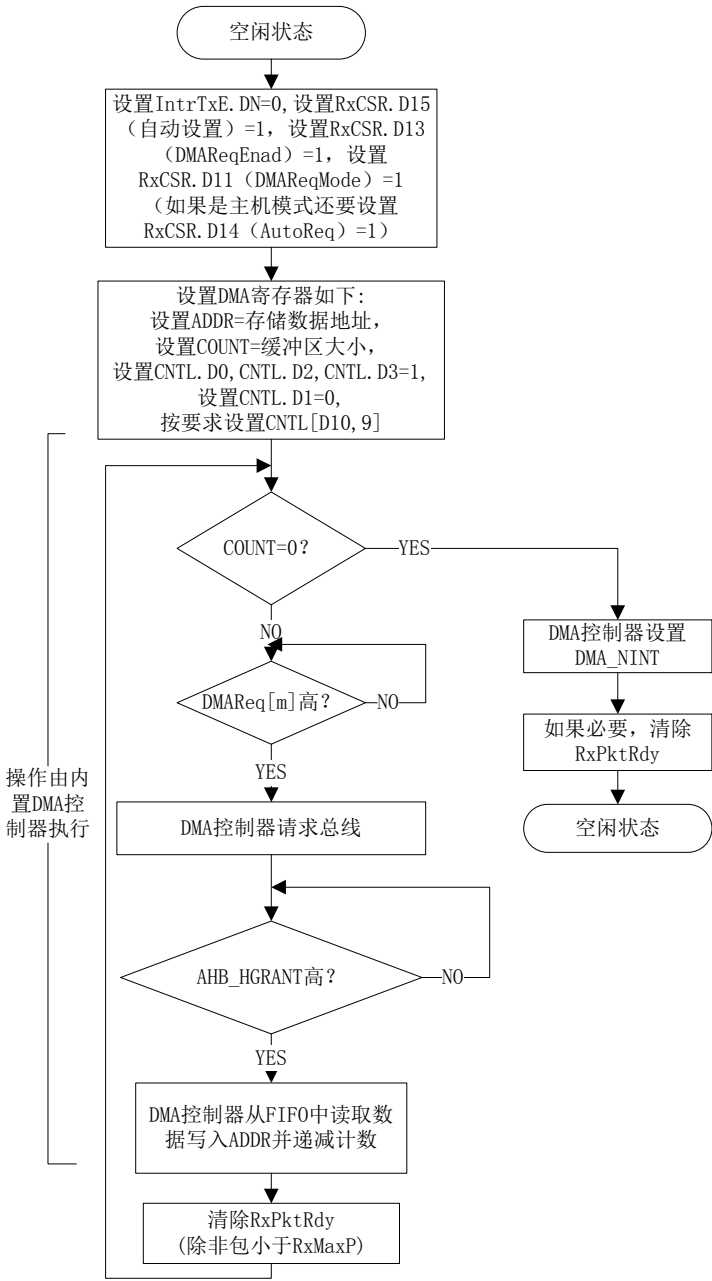 空闲状态
设置IntrTxE.DN=0,设置RxCSR.D15
（自动设置）=1，设置RxCSR.D13
（DMAReqEnad）=1，设置
RxCSR.D11（DMAReqMode）=1
（如果是主机模式还要设置
RxCSR.D14（AutoReq）=1）
设置DMA寄存器如下:
设置ADDR=存储数据地址，
设置COUNT=缓冲区大小，
设置CNTL.D0,CNTL.D2,CNTL.D3=1,
设置CNTL.D1=0,
按要求设置CNTL[D10,9]
COUNT=0?
YES
NO
DMA控制器设置
DMA_NINT
DMAReq[m]高?
NO
如果必要，清除
RxPktRdy
YES
操作由内
置DMA控
制器执行
DMA控制器请求总线
空闲状态
AHB_HGRANT高?
NO
YES
DMA控制器从FIFO中读取数
据写入ADDR并递减计数
清除RxPktRdy
(除非包小于RxMaxP)